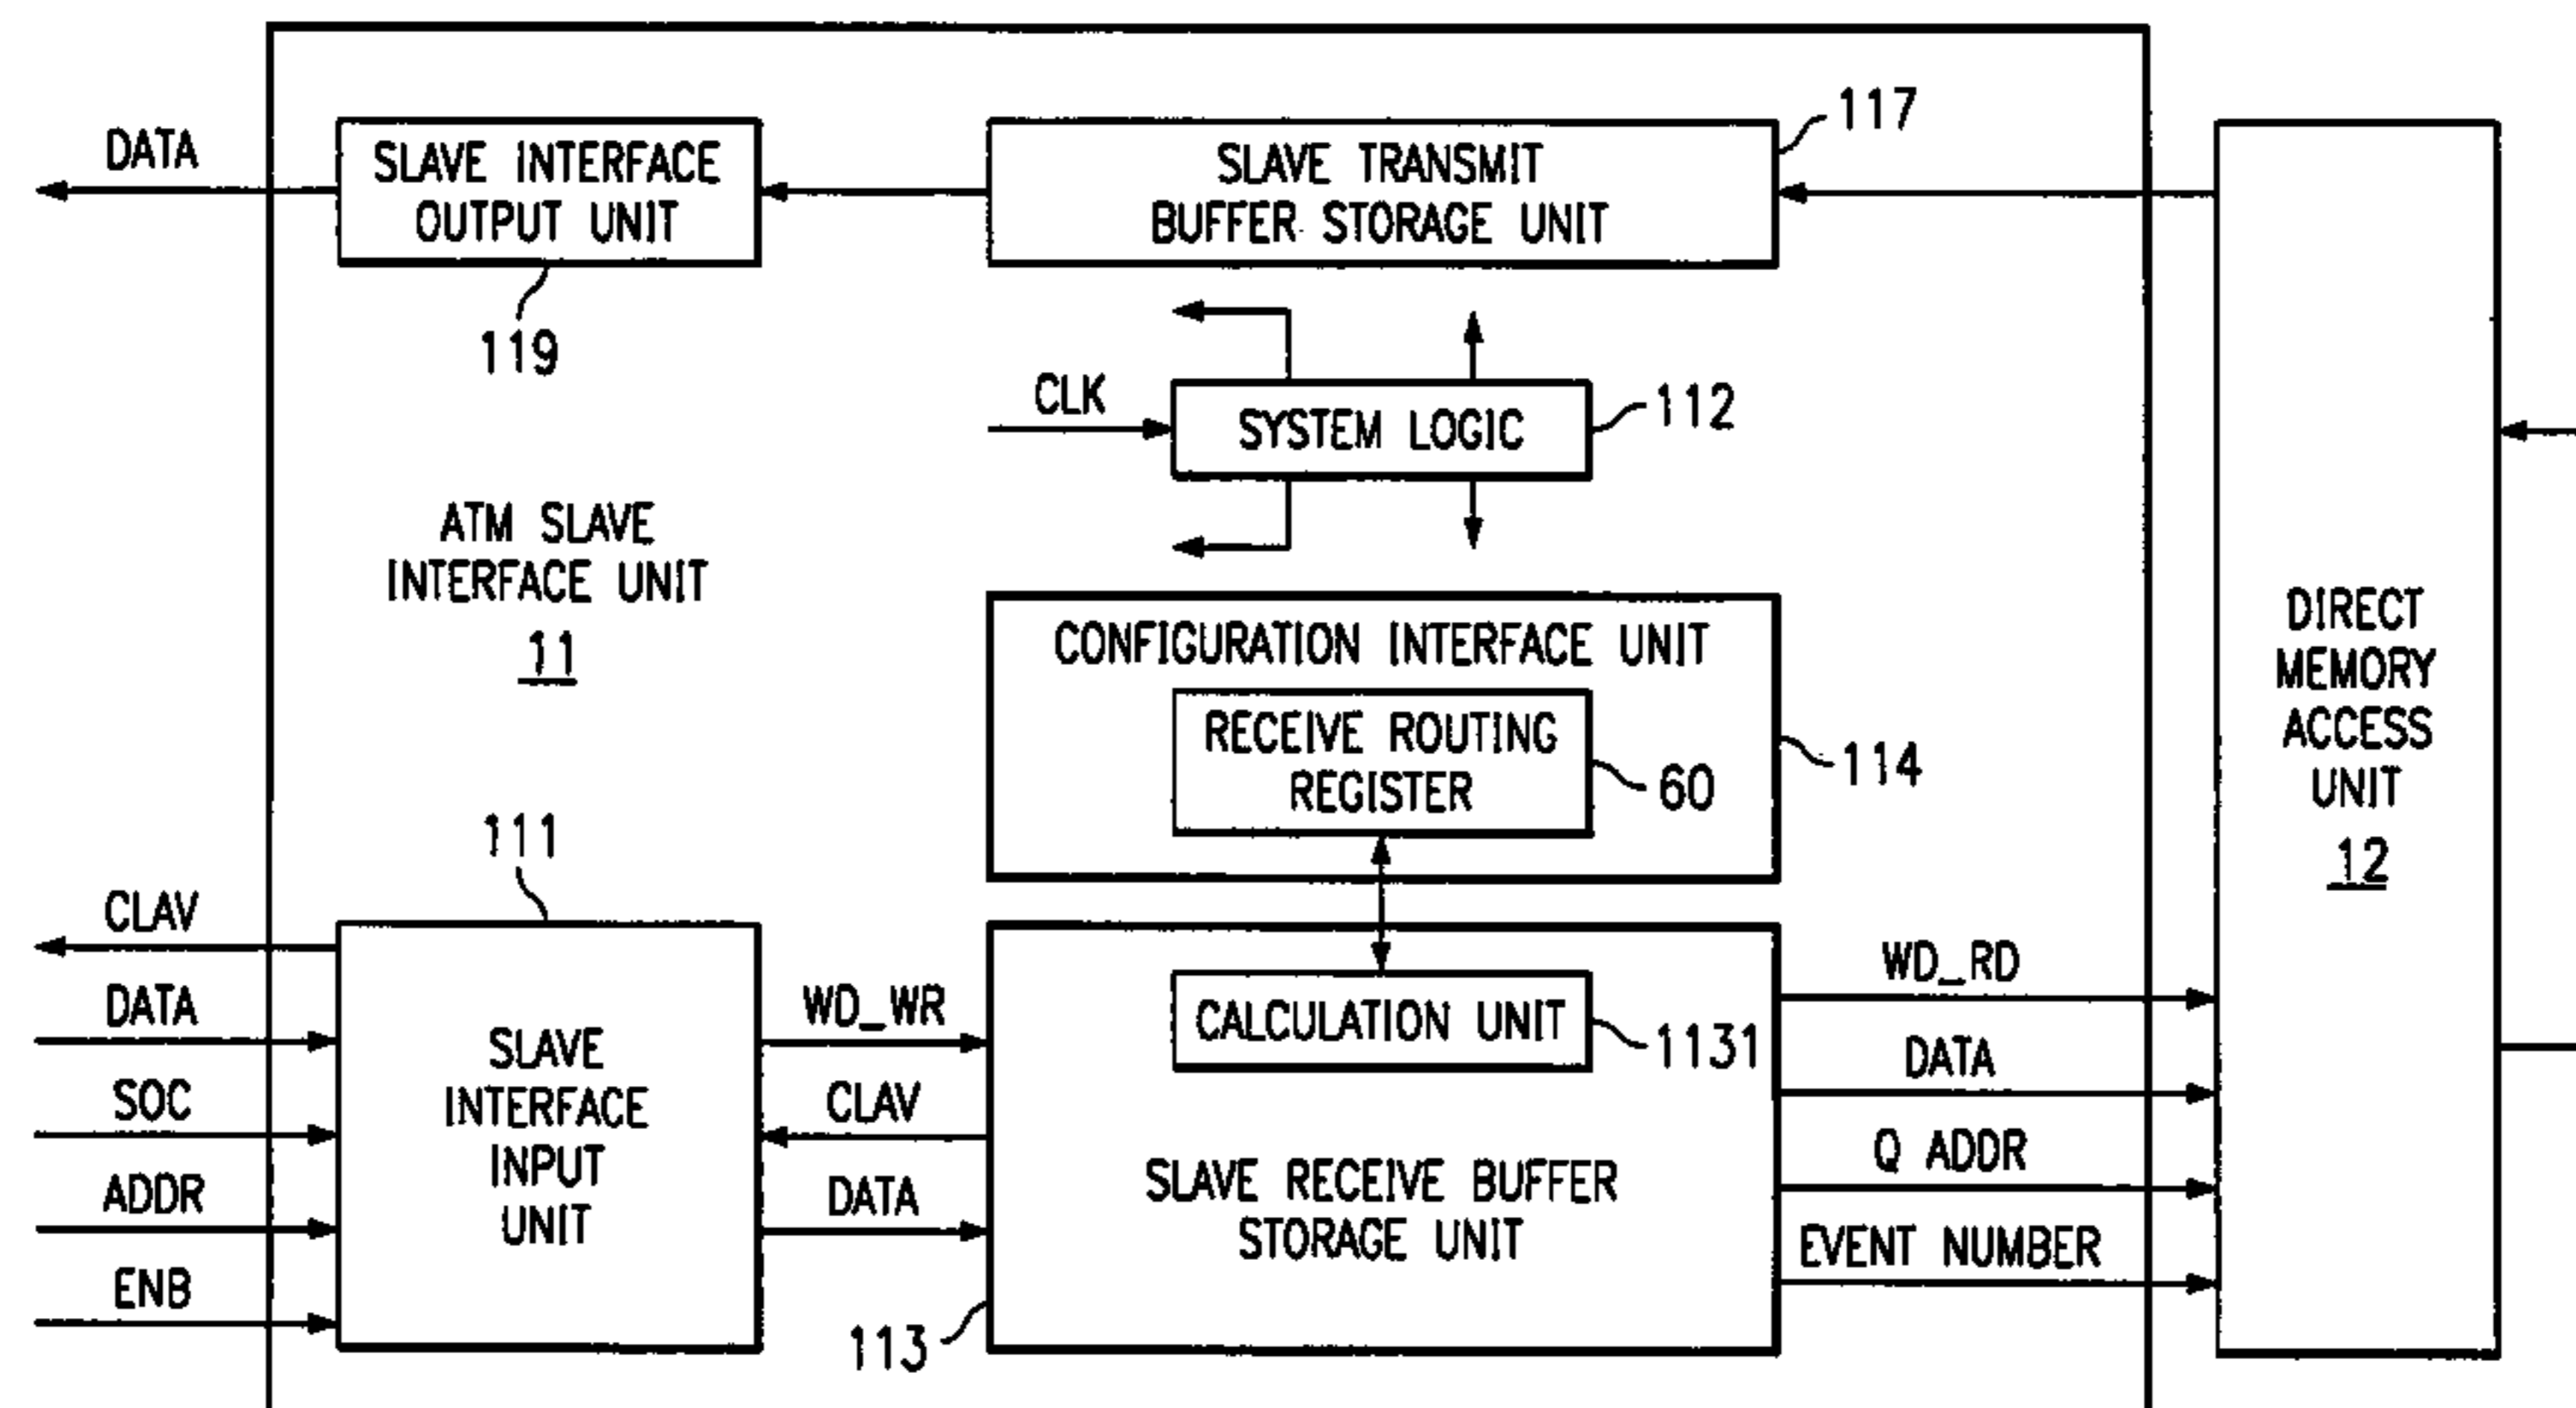 117
DATA
SLAVE INTERFACE
OUTPUT UNIT
SLAVE TRANSMIT
BUFFER STORAGE UNIT
119
CLK
SYSTEM LOGIC
112
ATM SLAVE
INTERFACE UNIT
11
CONFIGURATION INTERFACE UNIT
RECEIVE ROUTING
REGISTER
60
114
DIRECT
MEMORY
ACCESS
UNIT
12
111
CLAV
DATA
SOC
ADDR
ENB
SLAVE
INTERFACE
INPUT
UNIT
WD_WR
CLAV
DATA
CALCULATION UNIT
1131
SLAVE RECEIVE BUFFER
STORAGE UNIT
113
WD_RD
DATA
Q ADDR
EVENT NUMBER